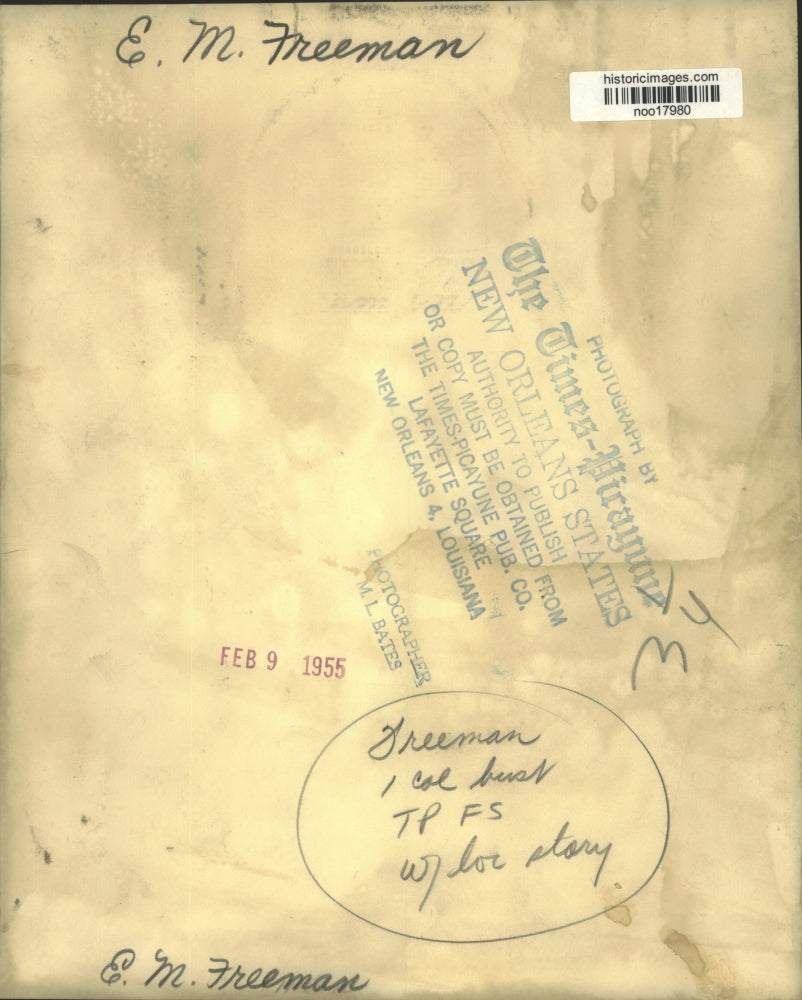 E. M. Freeman
historicimages.com
noo17980
PHOTOGRAPH BY
The Times-Picayune
NEW ORLEANS STATES
AUTHORITY TO PUBLISH
OR COPY MUST BE OBTAINED FROM
THE TIMES-PICAYUNE PUB. CO.
LAFAYETTE SQUARE
NEW ORLEANS 4, LOUISIANA
PHOTOGRAPHER
M. L. BATES
FEB 9 1955
Freeman
1 col bust
TP FS
w/ loc story
E. M. Freeman